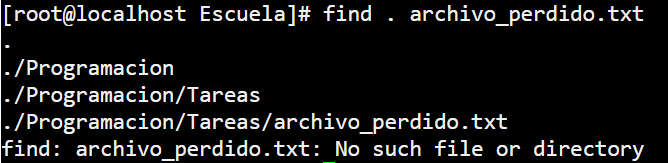 [root@localhost Escuela]# find . archivo_perdido.txt
.
./Programacion
./Programacion/Tareas
./Programacion/Tareas/archivo_perdido.txt
find: archivo_perdido.txt: No such file or directory